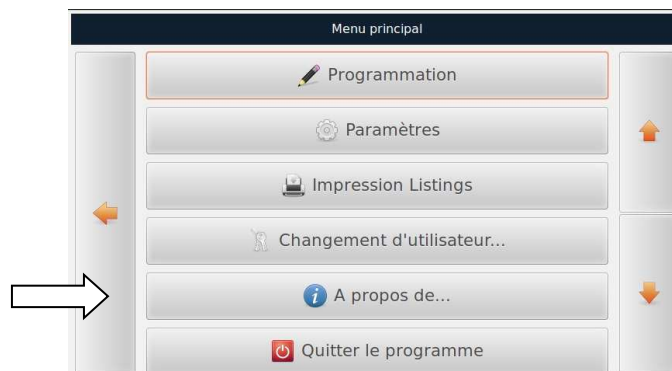 Menu principal
Programmation
Paramètres
Impression Listings
Changement d'utilisateur...
A propos de...
Quitter le programme